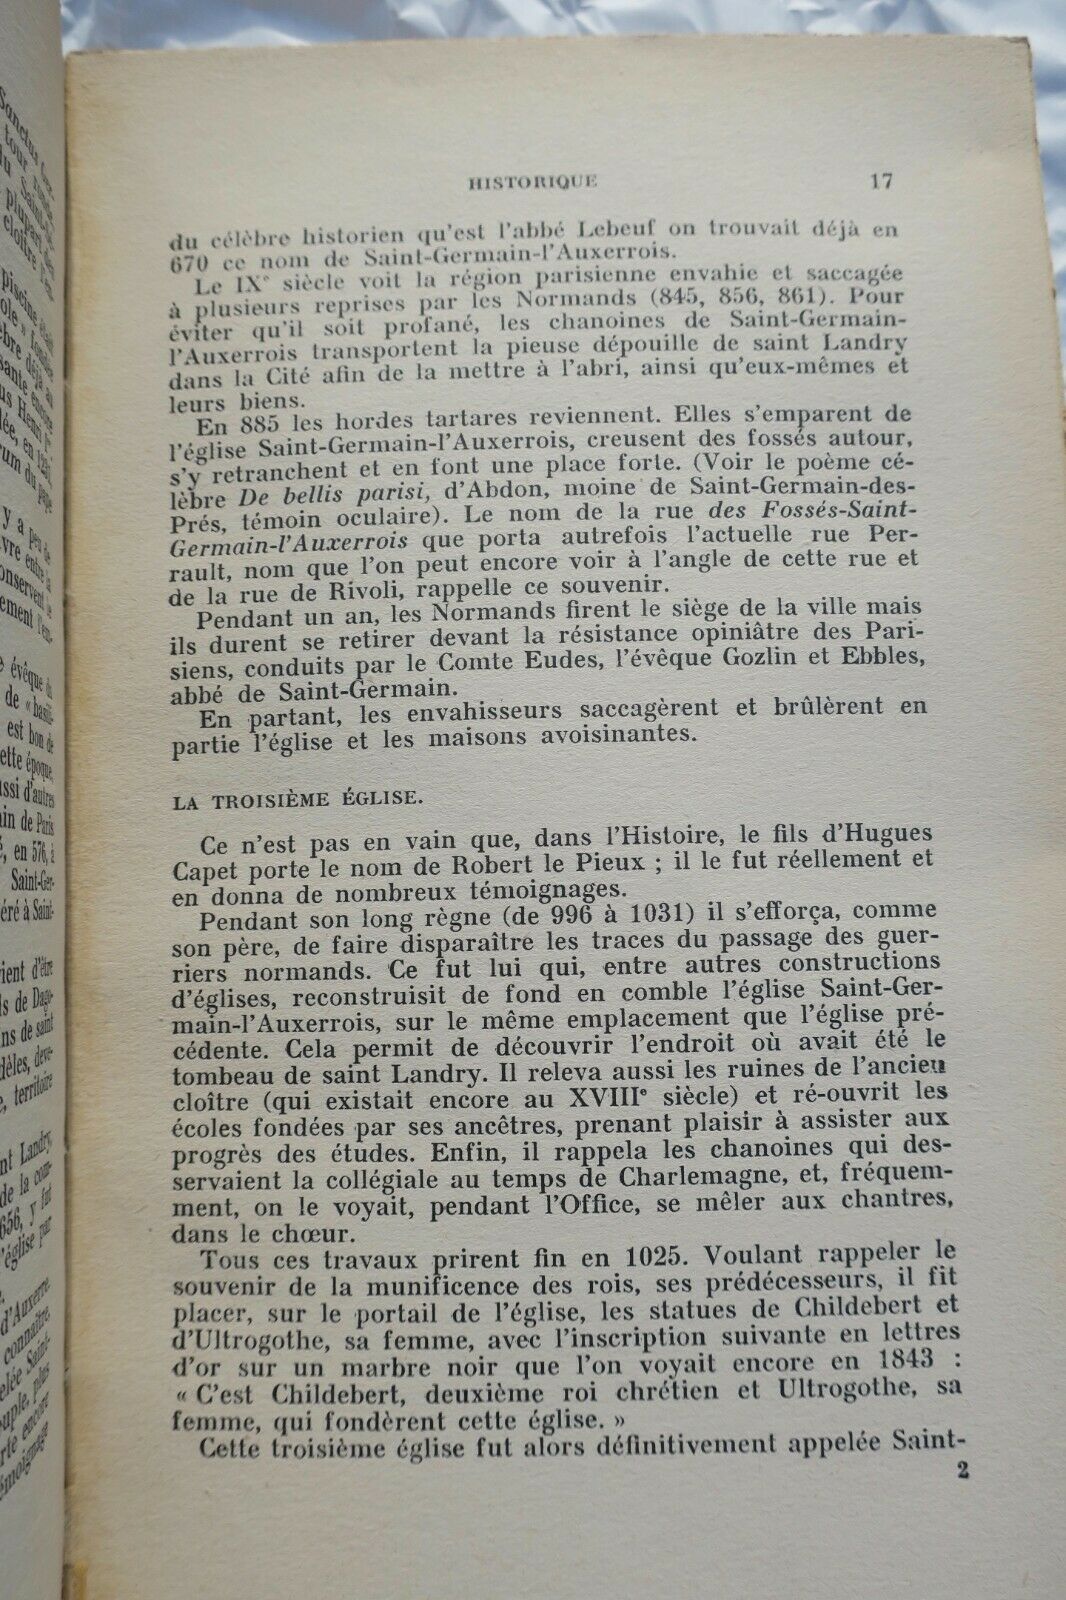 HISTORIQUE 17
du célèbre historien qu'est l'abbé Lebeuf on trouvait déjà en
670 ce nom de Saint-Germain-l'Auxerrois.
Le IXe siècle voit la région parisienne envahie et saccagée
à plusieurs reprises par les Normands (845, 856, 861). Pour
éviter qu'il soit profané, les chanoines de Saint-Germain-
l'Auxerrois transportent la pieuse dépouille de saint Landry
dans la Cité afin de la mettre à l'abri, ainsi qu'eux-mêmes et
leurs biens.
En 885 les hordes tartares reviennent. Elles s'emparent de
l'église Saint-Germain-l'Auxerrois, creusent des fossés autour,
s'y retranchent et en font une place forte. (Voir le poème cé-
lèbre De bellis parisi, d'Abdon, moine de Saint-Germain-des-
Prés, témoin oculaire). Le nom de la rue des Fossés-Saint-
Germain-l'Auxerrois que porta autrefois l'actuelle rue Per-
rault, nom que l'on peut encore voir à l'angle de cette rue et
de la rue de Rivoli, rappelle ce souvenir.
Pendant un an, les Normands firent le siège de la ville mais
ils durent se retirer devant la résistance opiniâtre des Pari-
siens, conduits par le Comte Eudes, l'évêque Gozlin et Ebbles,
abbé de Saint-Germain.
En partant, les envahisseurs saccagèrent et brûlèrent en
partie l'église et les maisons avoisinantes.
LA TROISIÈME ÉGLISE.
Ce n'est pas en vain que, dans l'Histoire, le fils d'Hugues
Capet porte le nom de Robert le Pieux ; il le fut réellement et
en donna de nombreux témoignages.
Pendant son long règne (de 996 à 1031) il s'efforça, comme
son père, de faire disparaître les traces du passage des guer-
riers normands. Ce fut lui qui, entre autres constructions
d'églises, reconstruisit de fond en comble l'église Saint-Ger-
main-l'Auxerrois, sur le même emplacement que l'église pré-
cédente. Cela permit de découvrir l'endroit où avait été le
tombeau de saint Landry. Il releva aussi les ruines de l'ancien
cloître (qui existait encore au XVIIIe siècle) et ré-ouvrit les
écoles fondées par ses ancêtres, prenant plaisir à assister aux
progrès des études. Enfin, il rappela les chanoines qui des-
servaient la collégiale au temps de Charlemagne, et, fréquem-
ment, on le voyait, pendant l'Office, se mêler aux chantres,
dans le chœur.
Tous ces travaux prirent fin en 1025. Voulant rappeler le
souvenir de la munificence des rois, ses prédécesseurs, il fit
placer, sur le portail de l'église, les statues de Childebert et
d'Ultrogothe, sa femme, avec l'inscription suivante en lettres
d'or sur un marbre noir que l'on voyait encore en 1843 :
« C'est Childebert, deuxième roi chrétien et Ultrogothe, sa
femme, qui fondèrent cette église. »
Cette troisième église fut alors définitivement appelée Saint-
2